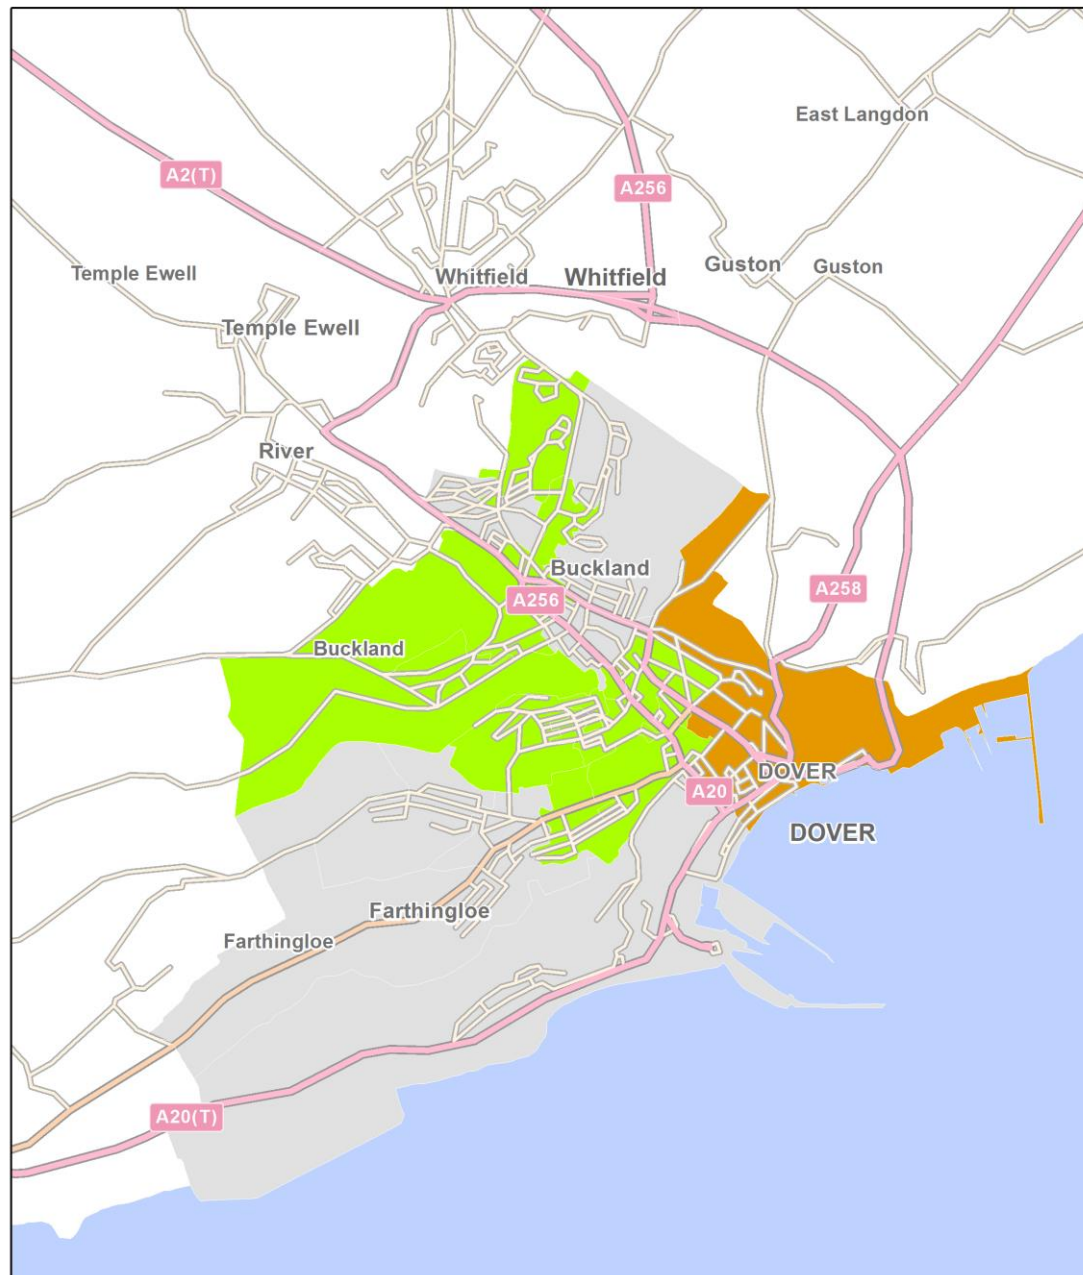 East Langdon
A2(T)
A256
Guston
Guston
Temple Ewell
Whitfield
Whitfield
Temple Ewell
River
Buckland
A256
A258
Buckland
DOVER
A20
DOVER
Farthingloe
Farthingloe
A20(T)